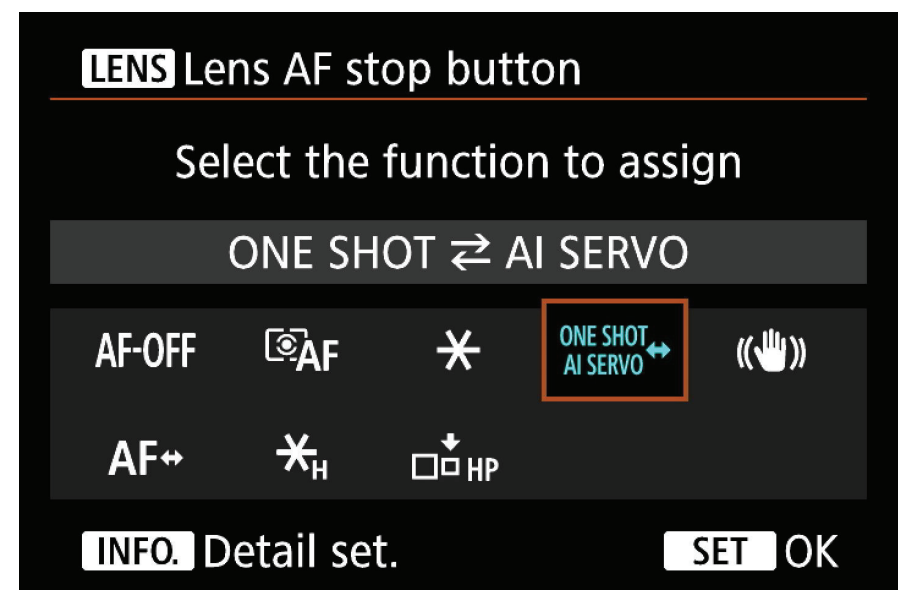 LENS Lens AF stop button
Select the function to assign
ONE SHOT ⇄ AI SERVO
AF-OFF AF * ONE SHOT AI SERVO ↔
AF↔ *H HP
INFO. Detail set. SET OK